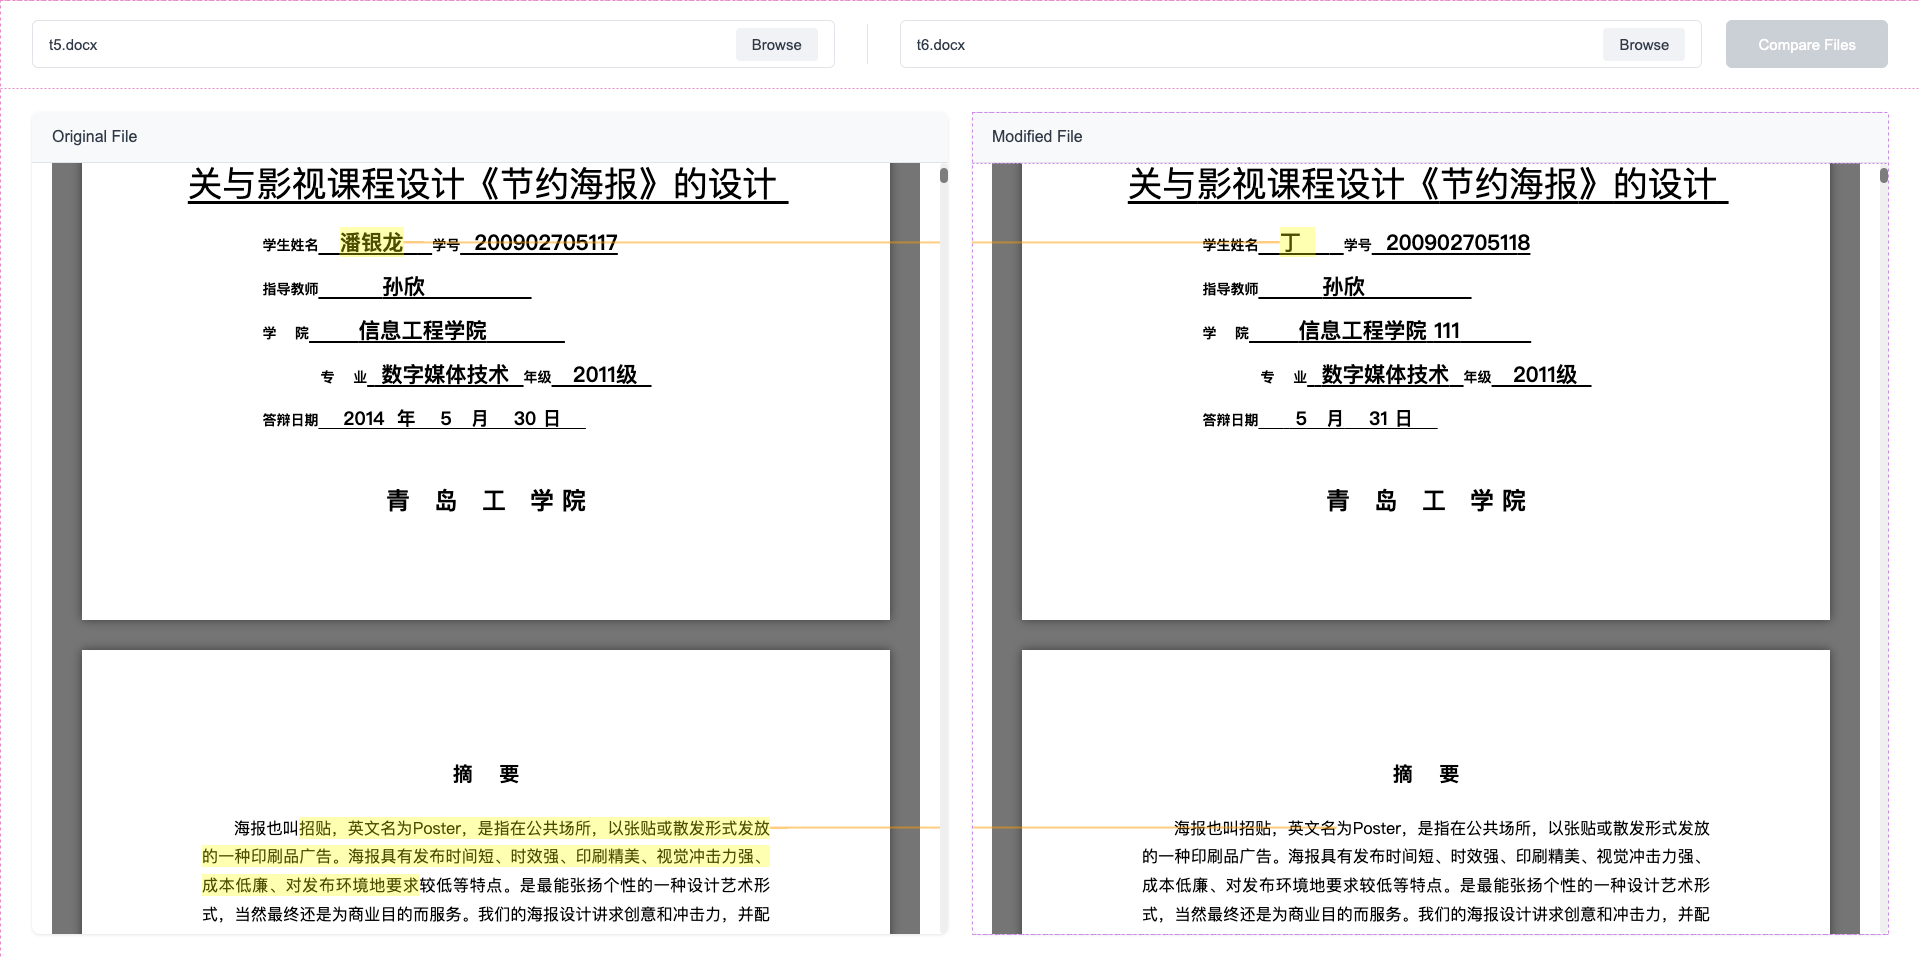 t5.docx Browse t6.docx Browse Compare Files
Original File
关与影视课程设计《节约海报》的设计
学生姓名 潘银龙 学号 200902705117
指导教师 孙欣
学 院 信息工程学院
专 业 数字媒体技术 年级 2011级
答辩日期 2014 年 5 月 30 日
青 岛 工 学 院
摘 要
海报也叫招贴，英文名为Poster，是指在公共场所，以张贴或散发形式发放
的一种印刷品广告。海报具有发布时间短、时效强、印刷精美、视觉冲击力强、
成本低廉、对发布环境地要求较低等特点。是最能张扬个性的一种设计艺术形
式，当然最终还是为商业目的而服务。我们的海报设计讲求创意和冲击力，并配
Modified File
关与影视课程设计《节约海报》的设计
学生姓名 丁 学号 200902705118
指导教师 孙欣
学 院 信息工程学院 111
专 业 数字媒体技术 年级 2011级
答辩日期 5 月 31 日
青 岛 工 学 院
摘 要
海报也叫招贴，英文名为Poster，是指在公共场所，以张贴或散发形式发放
的一种印刷品广告。海报具有发布时间短、时效强、印刷精美、视觉冲击力强、
成本低廉、对发布环境地要求较低等特点。是最能张扬个性的一种设计艺术形
式，当然最终还是为商业目的而服务。我们的海报设计讲求创意和冲击力，并配